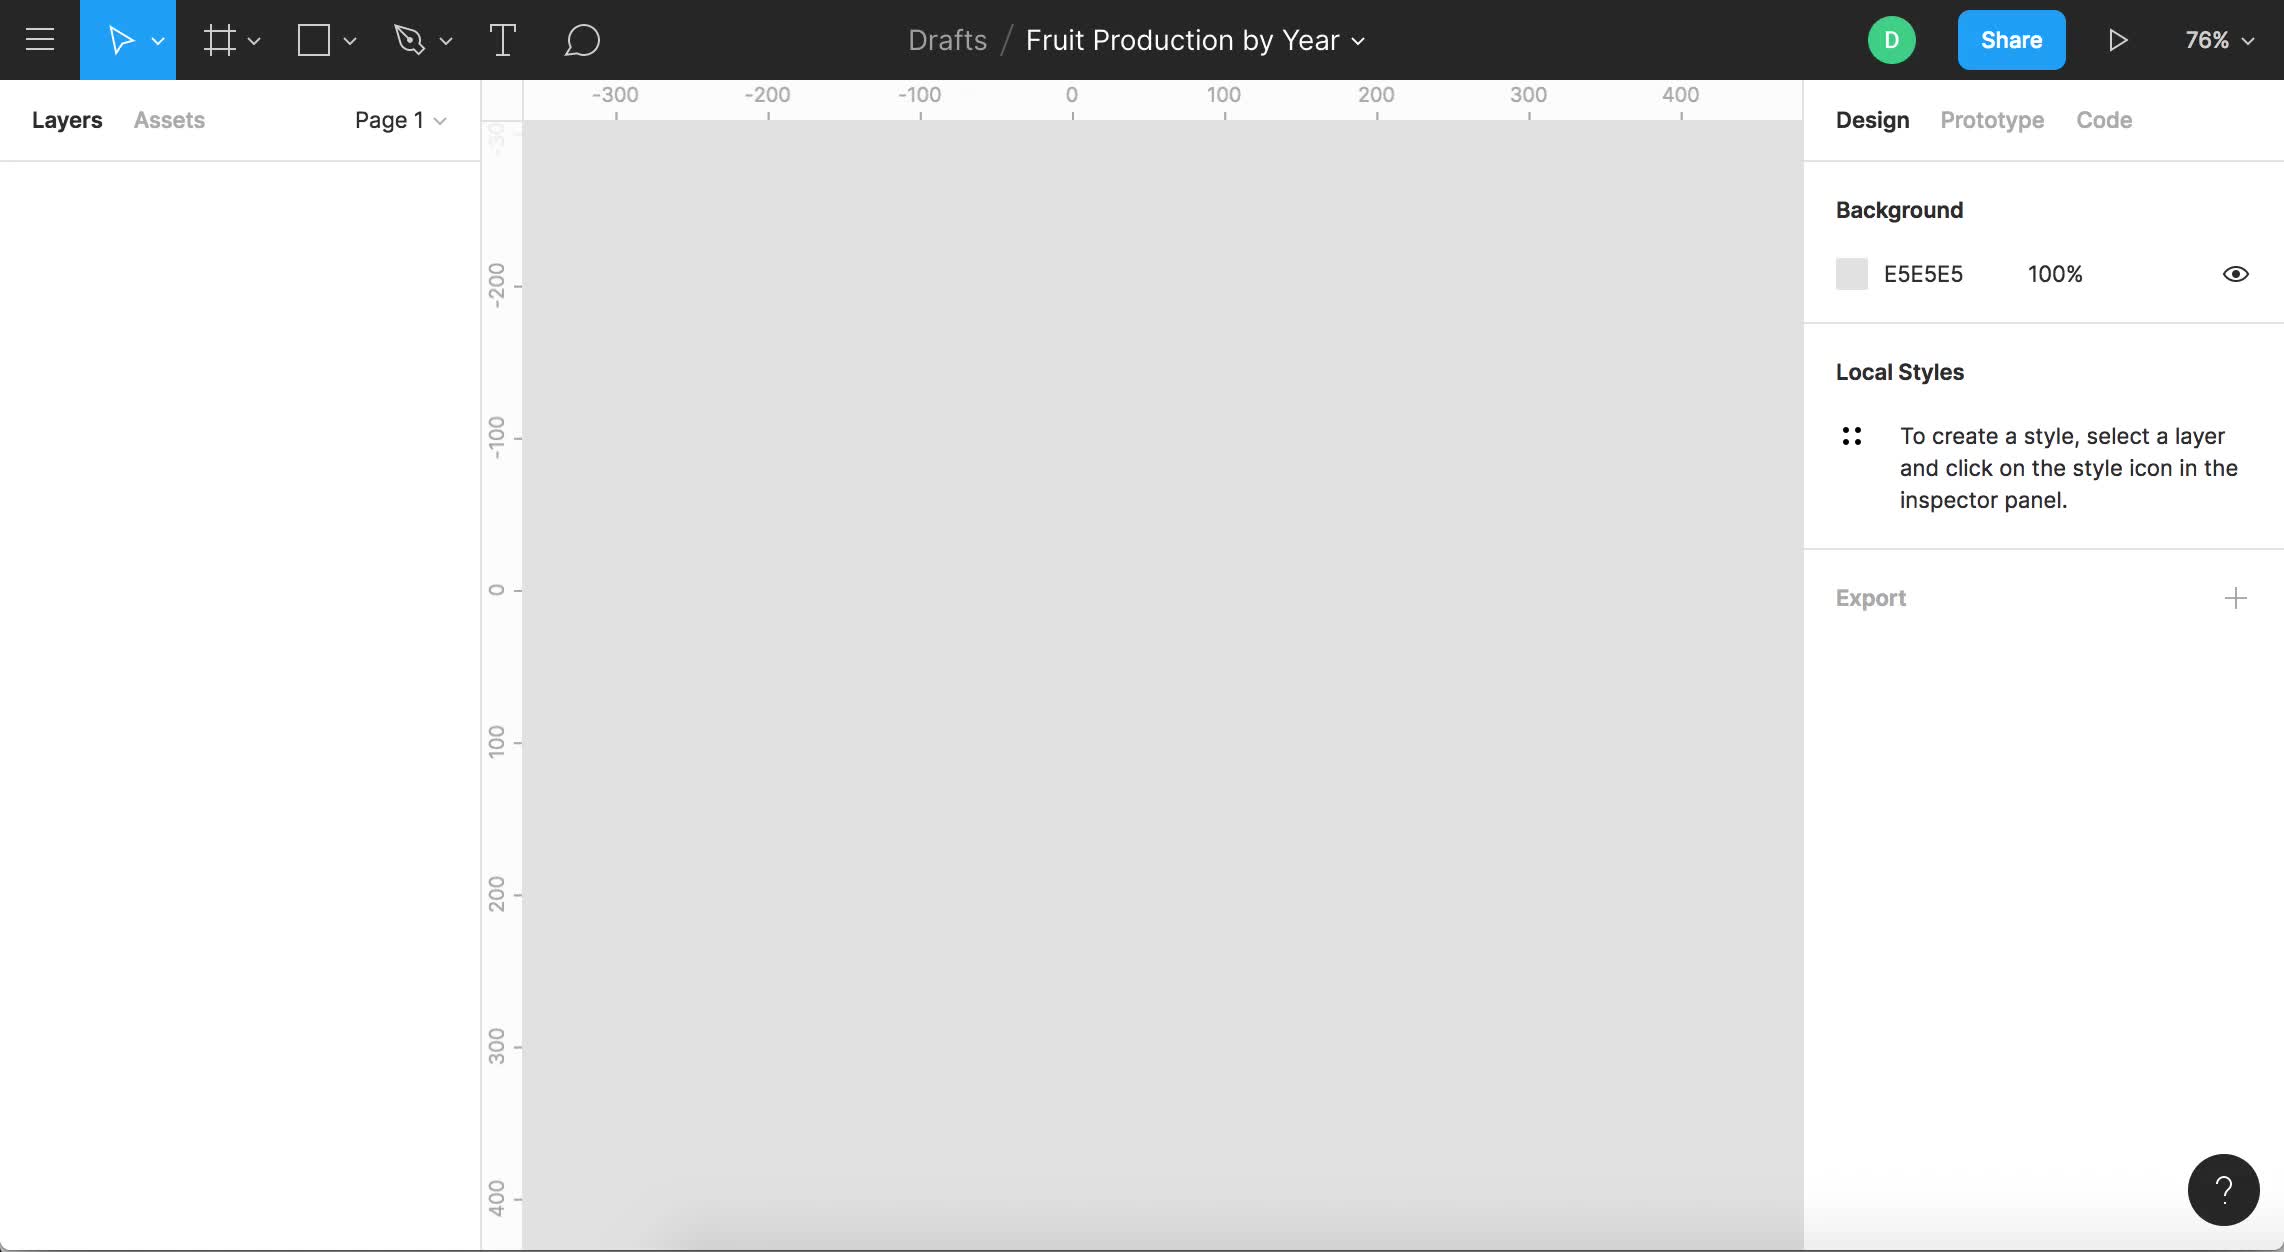 Drafts / Fruit Production by Year
D
Share
76%
Layers
Assets
Page 1
-300
-200
-100
0
100
200
300
400
Design
Prototype
Code
-200
-100
0
100
200
300
400
Background
E5E5E5
100%
Local Styles
To create a style, select a layer
and click on the style icon in the
inspector panel.
Export
?